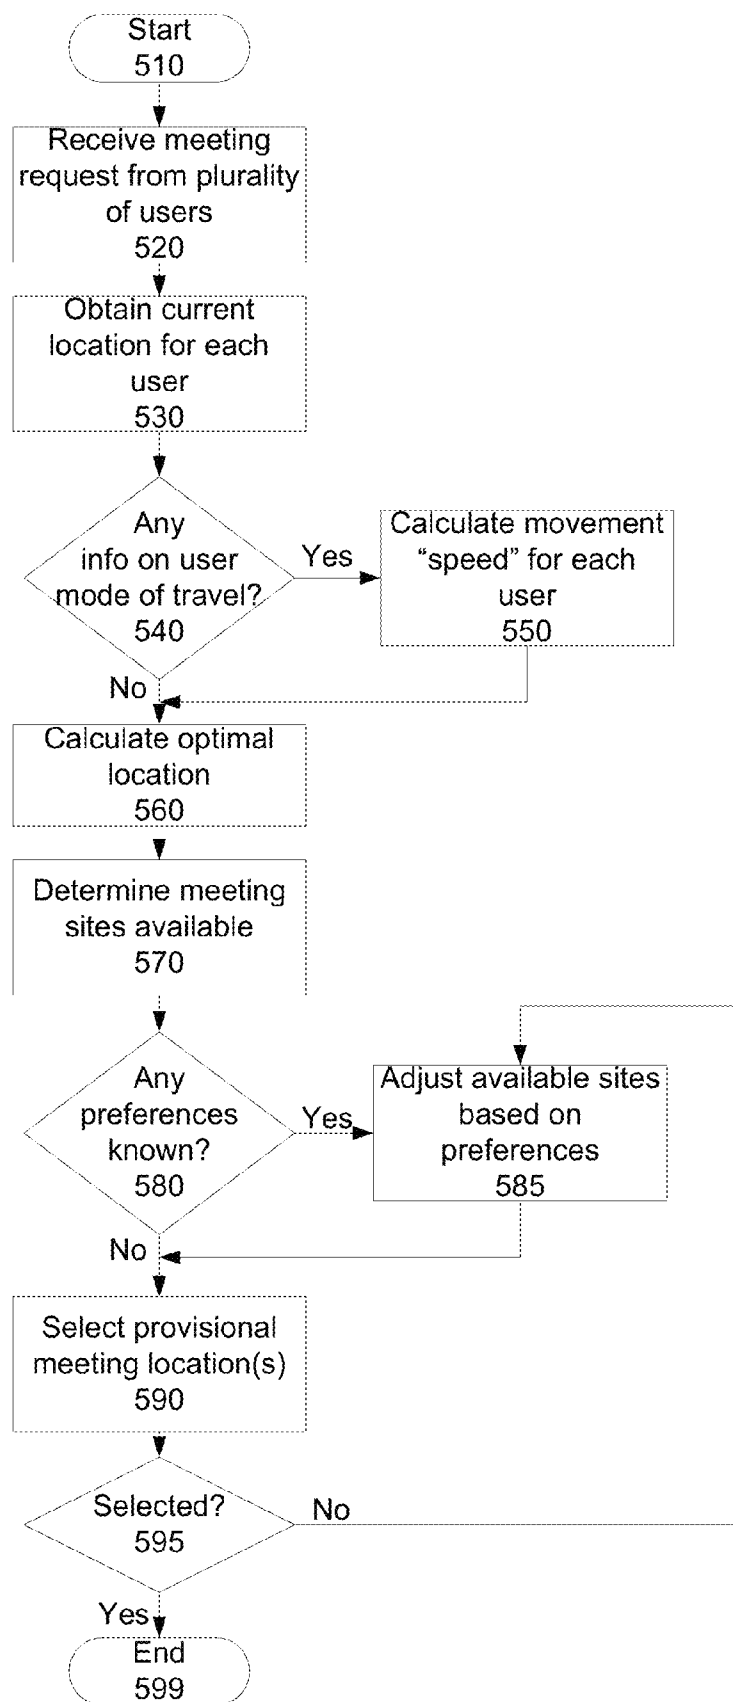 Start
510
Receive meeting
request from plurality
of users
520
Obtain current
location for each
user
530
Any
info on user
mode of travel?
540
Yes
Calculate movement
“speed” for each
user
550
No
Calculate optimal
location
560
Determine meeting
sites available
570
Any
preferences
known?
580
Yes
Adjust available sites
based on
preferences
585
No
Select provisional
meeting location(s)
590
Selected?
595
No
Yes
End
599